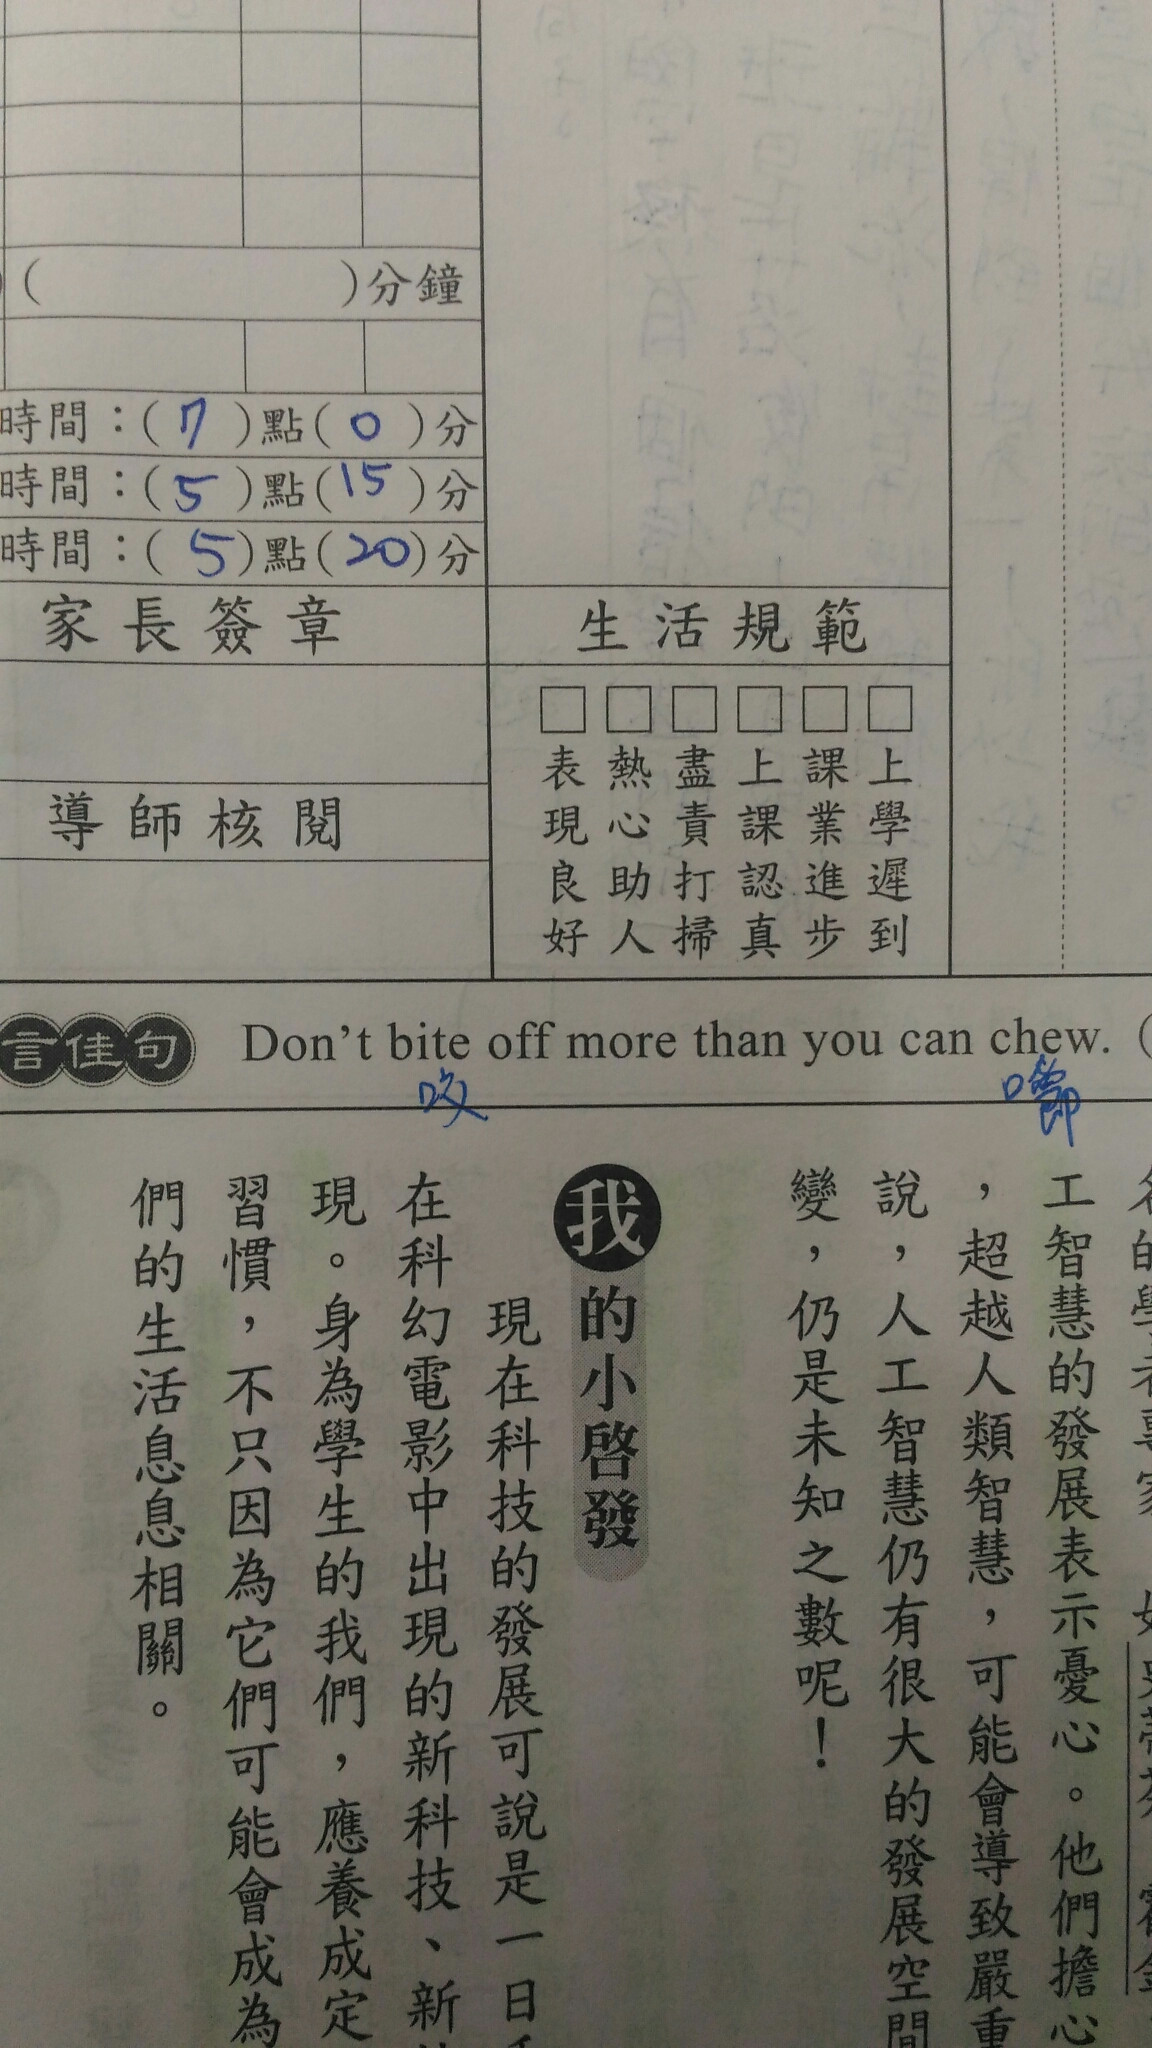 ( )分鐘
時間：( 7 )點( 0 )分
時間：( 5 )點( 15 )分
時間：( 5 )點( 20 )分
家長簽章
導師核閱
生活規範
□上學遲到
□課業進步
□上課認真
□盡責打掃
□熱心助人
□表現良好
言佳句 Don't bite off more than you can chew. (
咬
嚼
工智慧的發展表示憂心。他們擔心
，超越人類智慧，可能會導致嚴重
說，人工智慧仍有很大的發展空間
變，仍是未知之數呢！
我的小啓發
現在科技的發展可說是一日
在科幻電影中出現的新科技、新
現。身為學生的我們，應養成定
習慣，不只因為它們可能會成為
們的生活息息相關。